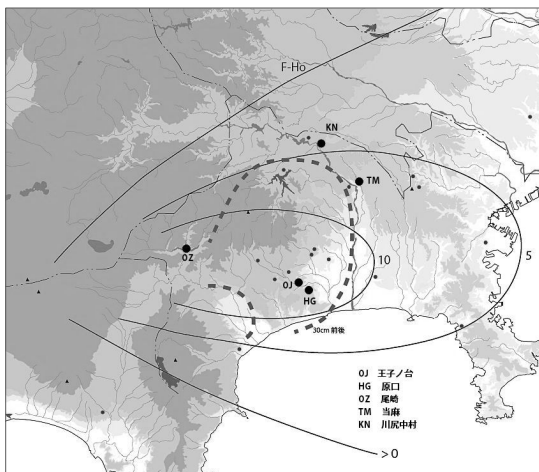 F-Ho
KN
TM
5
OZ
10
OJ
HG
30cm 前後
OJ 王子ノ台
HG 原口
OZ 尾崎
TM 当麻
KN 川尻中村
>0